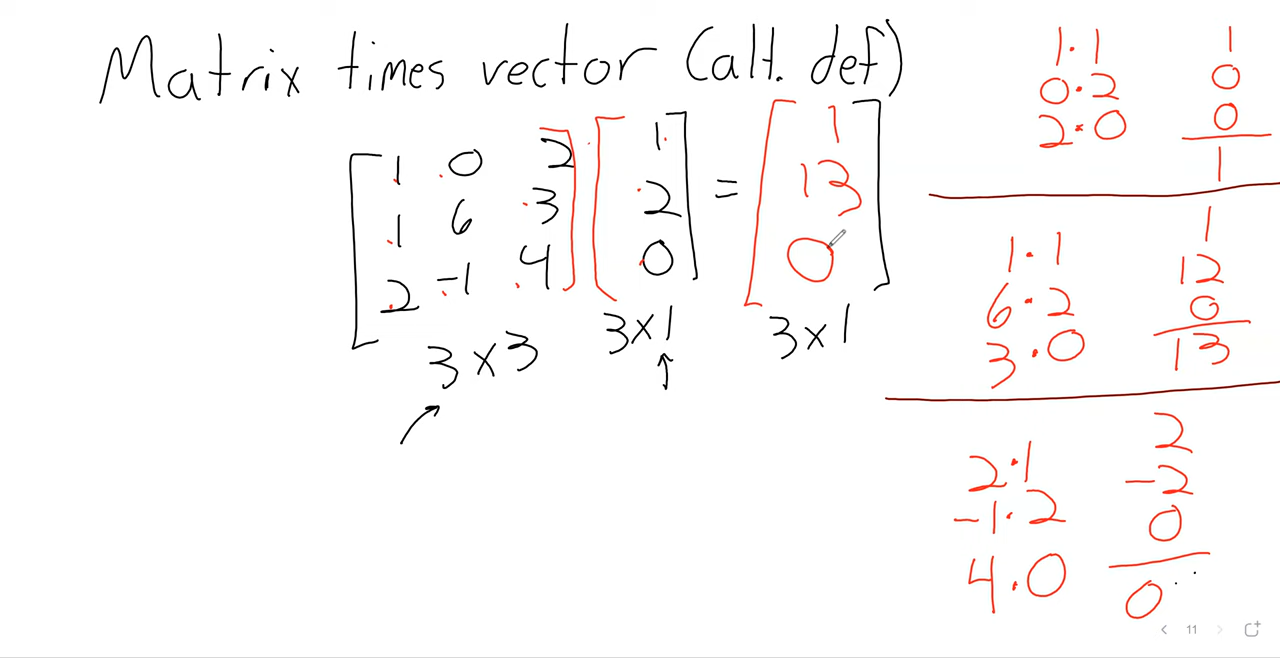 Matrix times vector (alt. def)
[1 0 2] [1] = [1]
[1 6 3] [2] [13]
[2 -1 4] [0] [0]
3x3 3x1 3x1
1·1 1
0·2 0
2·0 0
1
1·1 1
6·2 12
3·0 0
13
2·1 2
-1·2 -2
4·0 0
0
< 11 >